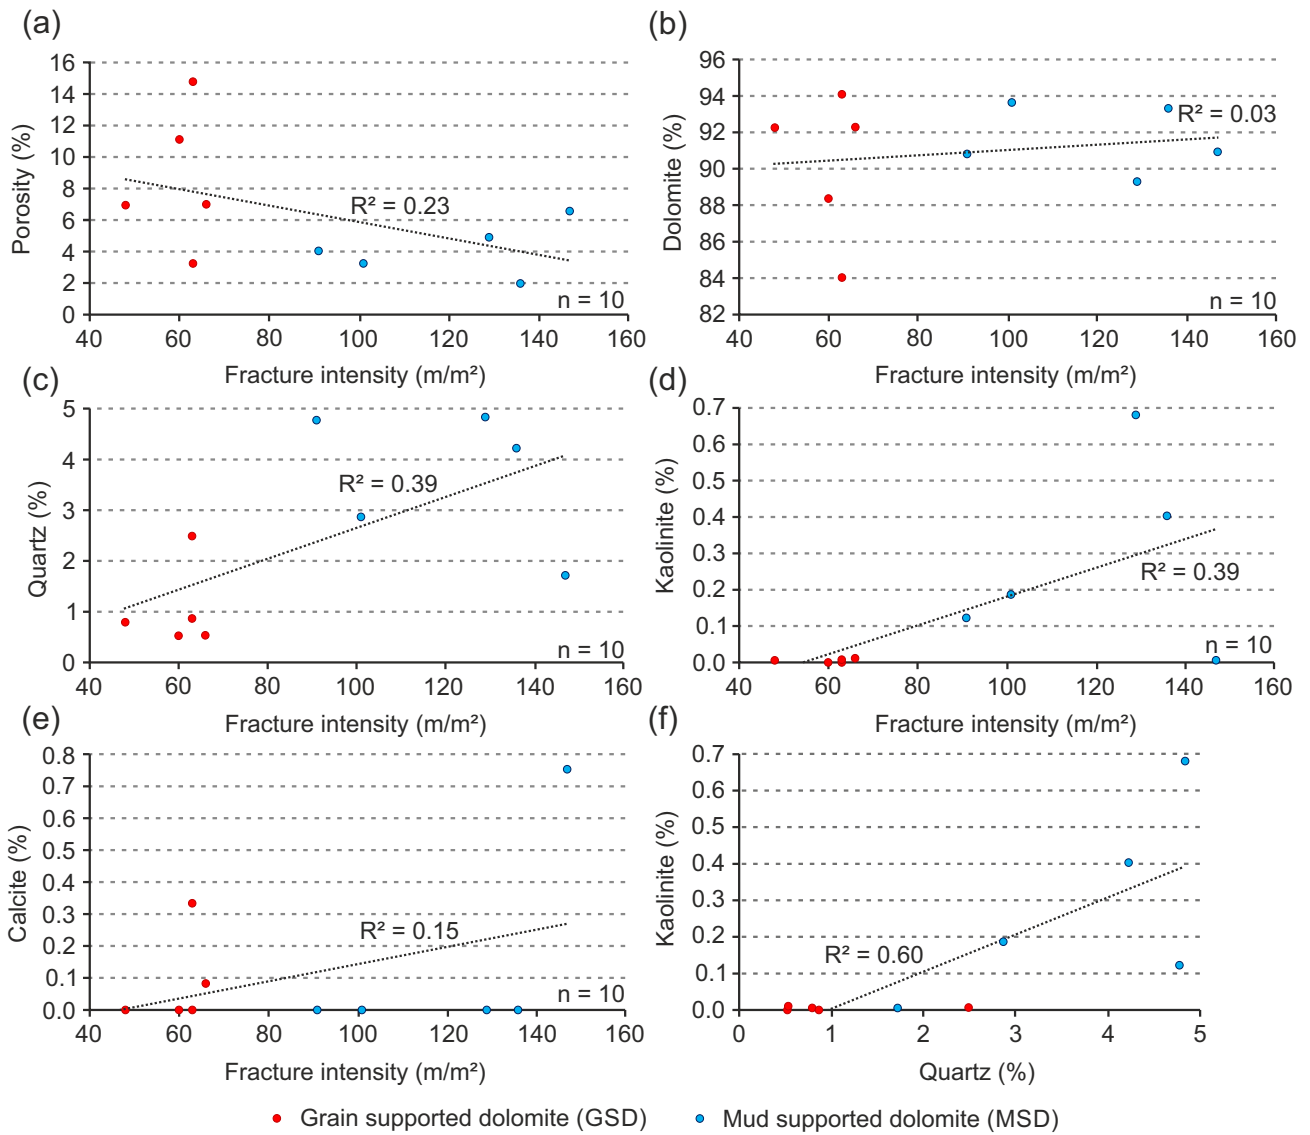 (a)
16
14
12
10
8
6
4
2
0
Porosity (%)
R² = 0.23
n = 10
40 60 80 100 120 140 160
Fracture intensity (m/m²)
(b)
96
94
92
90
88
86
84
82
Dolomite (%)
R² = 0.03
n = 10
40 60 80 100 120 140 160
Fracture intensity (m/m²)
(c)
5
4
3
2
1
0
Quartz (%)
R² = 0.39
n = 10
40 60 80 100 120 140 160
Fracture intensity (m/m²)
(d)
0.7
0.6
0.5
0.4
0.3
0.2
0.1
0.0
Kaolinite (%)
R² = 0.39
n = 10
40 60 80 100 120 140 160
Fracture intensity (m/m²)
(e)
0.8
0.7
0.6
0.5
0.4
0.3
0.2
0.1
0.0
Calcite (%)
R² = 0.15
n = 10
40 60 80 100 120 140 160
Fracture intensity (m/m²)
(f)
0.7
0.6
0.5
0.4
0.3
0.2
0.1
0.0
Kaolinite (%)
R² = 0.60
0 1 2 3 4 5
Quartz (%)
Grain supported dolomite (GSD)
Mud supported dolomite (MSD)